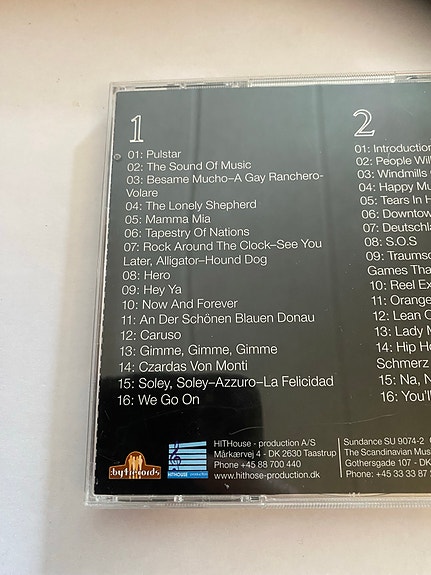 1
01: Pulstar
02: The Sound Of Music
03: Besame Mucho–A Gay Ranchero-
Volare
04: The Lonely Shepherd
05: Mamma Mia
06: Tapestry Of Nations
07: Rock Around The Clock–See You
Later, Alligator–Hound Dog
08: Hero
09: Hey Ya
10: Now And Forever
11: An Der Schönen Blauen Donau
12: Caruso
13: Gimme, Gimme, Gimme
14: Czardas Von Monti
15: Soley, Soley–Azzuro–La Felicidad
16: We Go On
2
01: Introduction
02: People Will
03: Windmills
04: Happy Mu
05: Tears In H
06: Downtow
07: Deutschla
08: S.O.S
09: Traumsc
Games Tha
10: Reel Ex
11: Orange
12: Lean O
13: Lady M
14: Hip Ho
Schmerz
15: Na, N
16: You'll
HITHOUSE
HITHouse - production A/S
Mårkærvej 4 - DK 2630 Taastrup
Phone +45 88 700 440
www.hithose-production.dk
Sundance SU 9074-2
The Scandinavian Mus
Gothersgade 107 - DK
Phone: +45 33 33 87